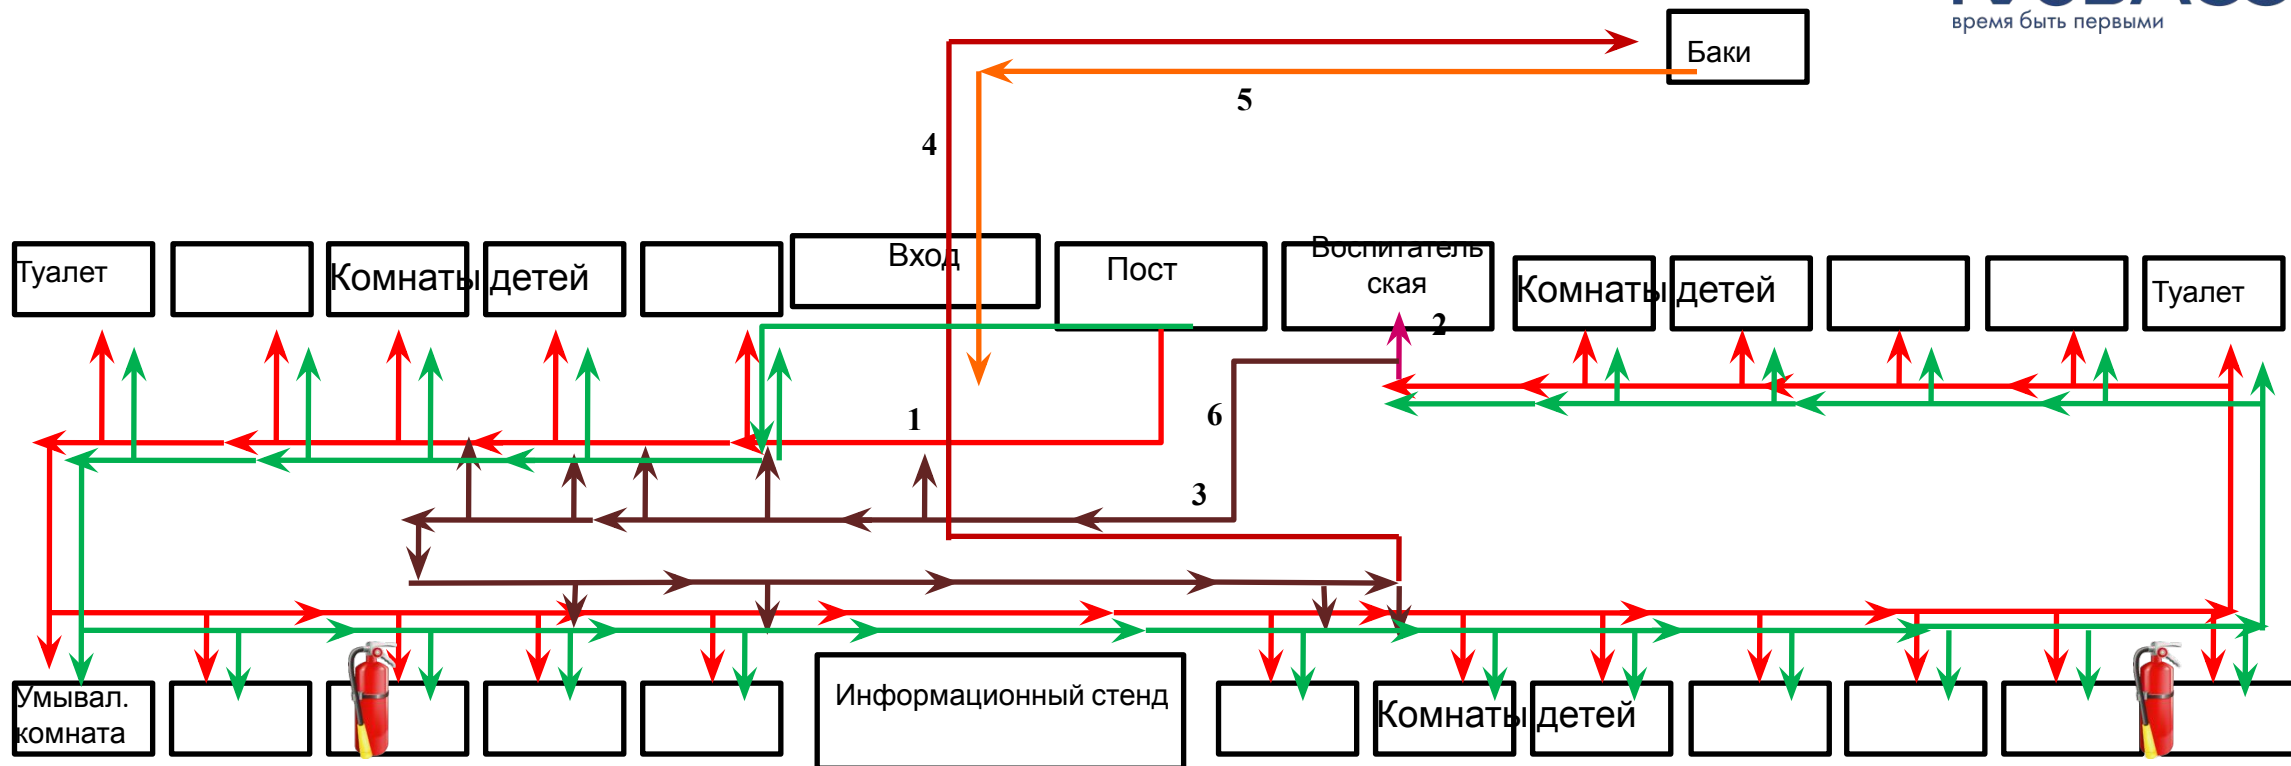 время быть первыми
Баки
5
4
Туалет
Комнаты детей
Вход
Пост
Воспитатель
ская
2
Комнаты детей
Туалет
1
6
3
Умывал.
комната
Информационный стенд
Комнаты детей